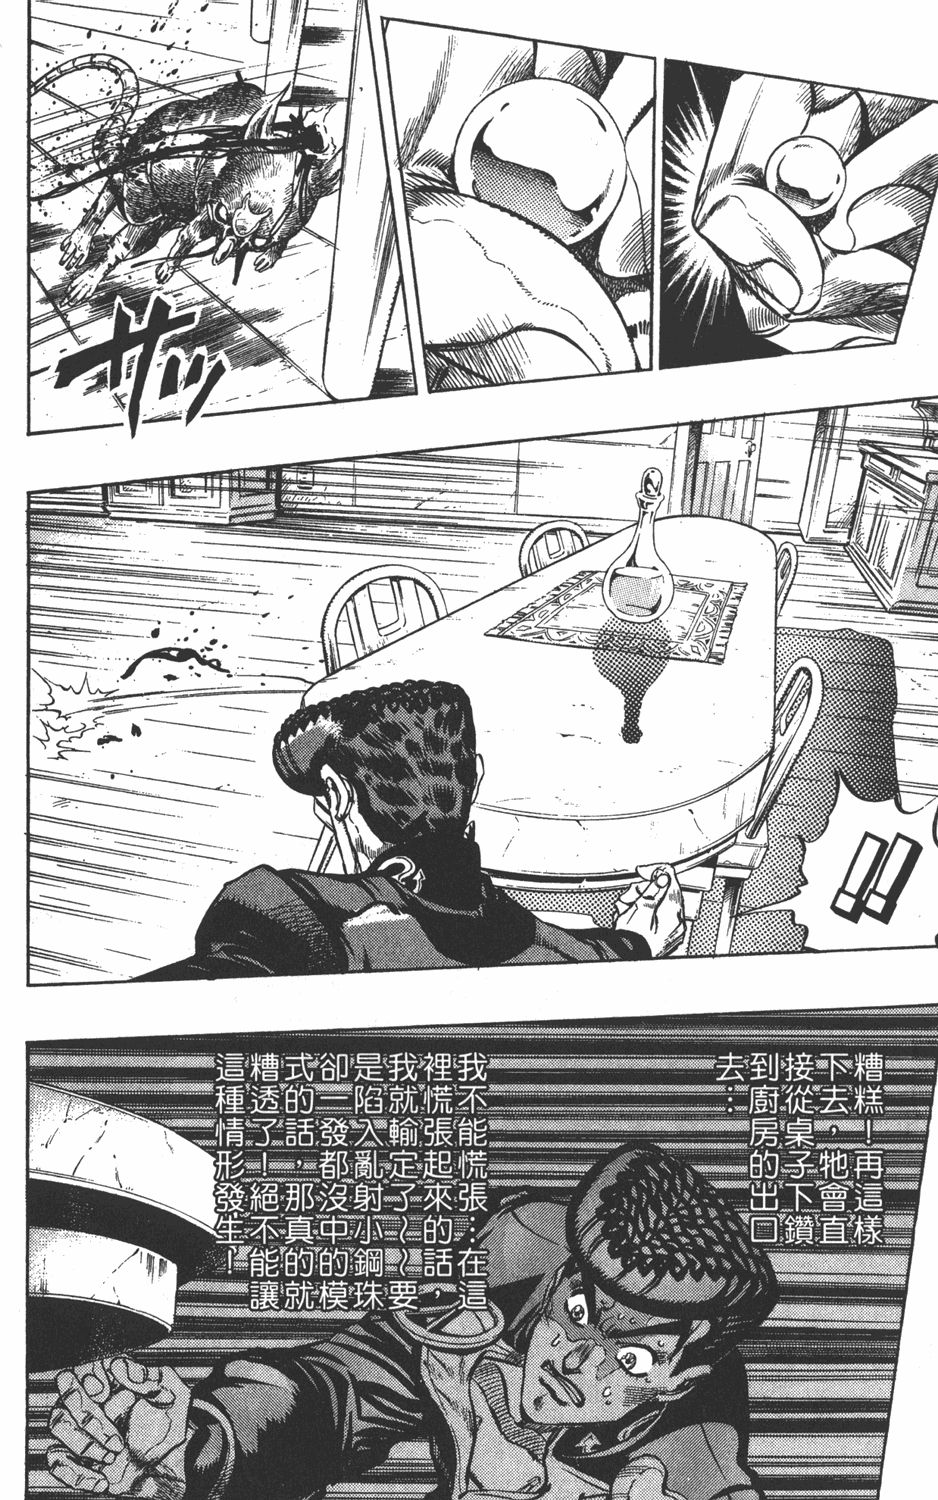 サッ
!!
糟糕！再這樣
下去，牠會直
接從桌子下鑽
到廚房的出口
去…
我不能慌張…在這
裡慌張起來的話，
我就輸定了～～要
是陷入亂射小鋼珠
卻一發都沒中的模
式的話，那真的就
糟透了！絕不能讓
這種情形發生！